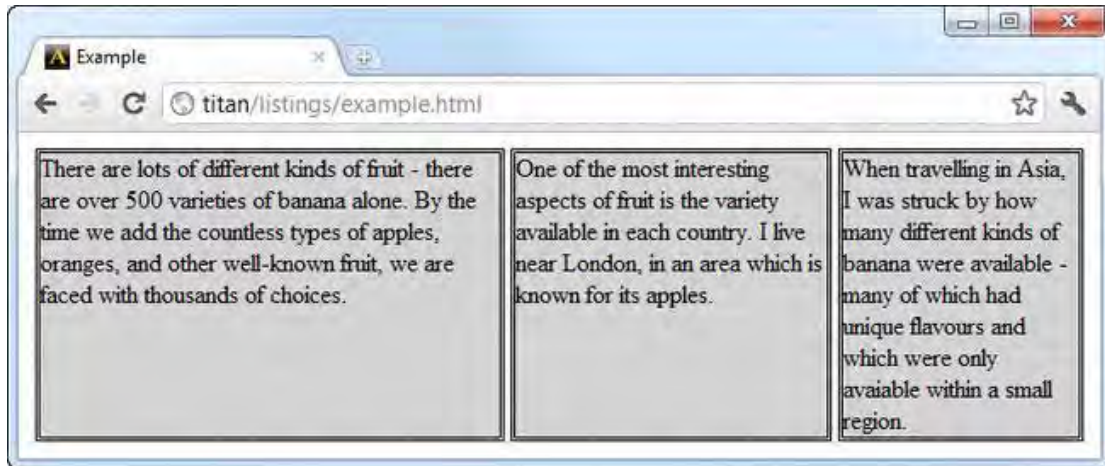 Example
titan/listings/example.html
There are lots of different kinds of fruit - there
are over 500 varieties of banana alone. By the
time we add the countless types of apples,
oranges, and other well-known fruit, we are
faced with thousands of choices.
One of the most interesting
aspects of fruit is the variety
available in each country. I live
near London, in an area which is
known for its apples.
When travelling in Asia,
I was struck by how
many different kinds of
banana were available -
many of which had
unique flavours and
which were only
avaiable within a small
region.